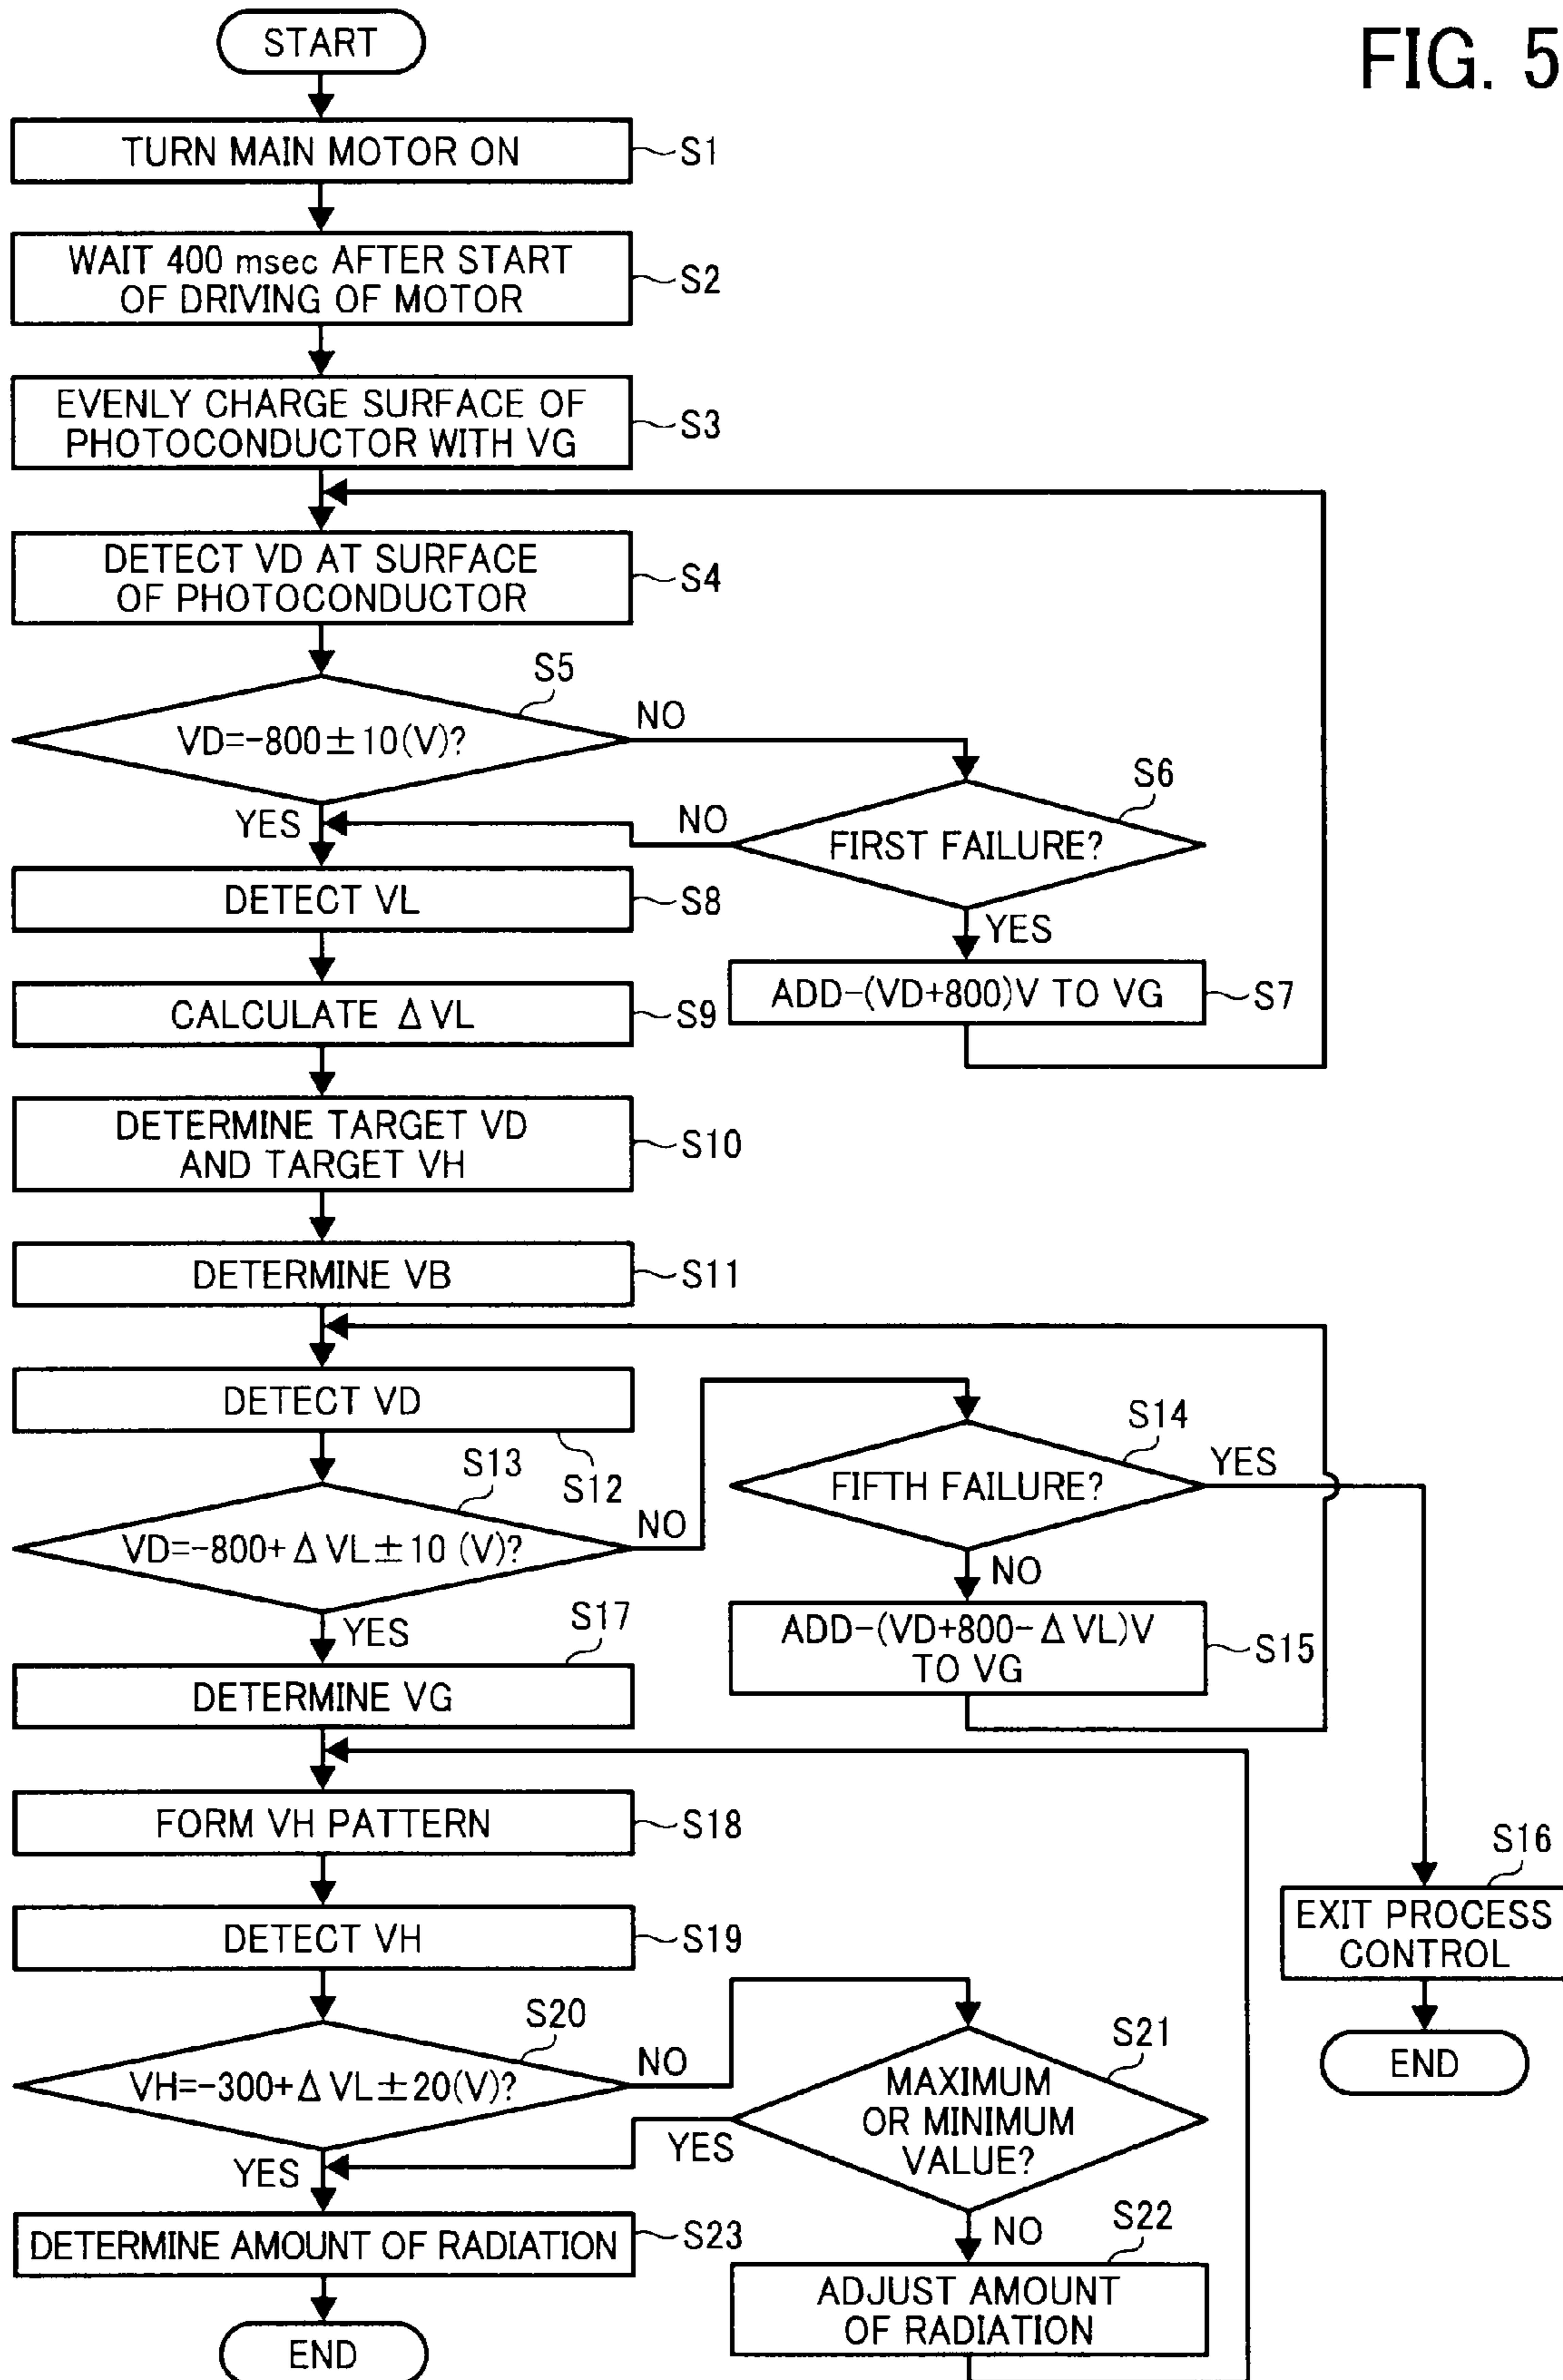 FIG. 5
START
TURN MAIN MOTOR ON
S1
WAIT 400 msec AFTER START
OF DRIVING OF MOTOR
S2
EVENLY CHARGE SURFACE OF
PHOTOCONDUCTOR WITH VG
S3
DETECT VD AT SURFACE
OF PHOTOCONDUCTOR
S4
S5
VD=-800±10(V)?
NO
YES
S6
FIRST FAILURE?
NO
YES
ADD-(VD+800)V TO VG
S7
DETECT VL
S8
CALCULATE ΔVL
S9
DETERMINE TARGET VD
AND TARGET VH
S10
DETERMINE VB
S11
DETECT VD
S12
S13
VD=-800+ΔVL±10 (V)?
NO
YES
S14
FIFTH FAILURE?
YES
NO
ADD-(VD+800-ΔVL)V
TO VG
S15
S16
EXIT PROCESS
CONTROL
END
S17
DETERMINE VG
FORM VH PATTERN
S18
DETECT VH
S19
S20
VH=-300+ΔVL±20(V)?
NO
YES
S21
MAXIMUM
OR MINIMUM
VALUE?
YES
NO
S22
ADJUST AMOUNT
OF RADIATION
DETERMINE AMOUNT OF RADIATION
S23
END